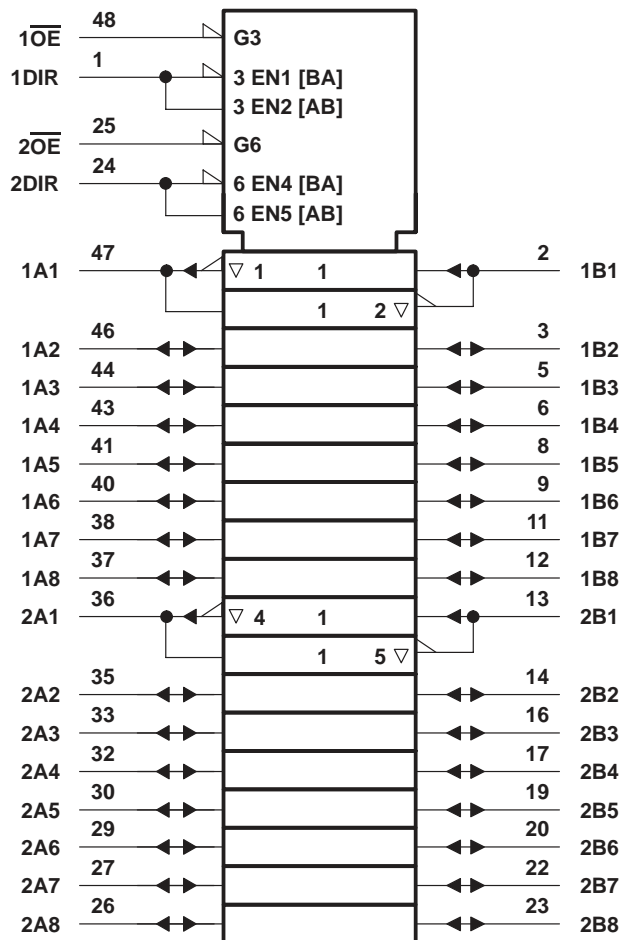 1O̅E̅ 48 G3
1DIR 1 3 EN1 [BA]
3 EN2 [AB]
2O̅E̅ 25 G6
2DIR 24 6 EN4 [BA]
6 EN5 [AB]
1A1 47 ▽ 1 1 2 1B1
1 2 ▽
1A2 46 3 1B2
1A3 44 5 1B3
1A4 43 6 1B4
1A5 41 8 1B5
1A6 40 9 1B6
1A7 38 11 1B7
1A8 37 12 1B8
2A1 36 ▽ 4 1 13 2B1
1 5 ▽
2A2 35 14 2B2
2A3 33 16 2B3
2A4 32 17 2B4
2A5 30 19 2B5
2A6 29 20 2B6
2A7 27 22 2B7
2A8 26 23 2B8